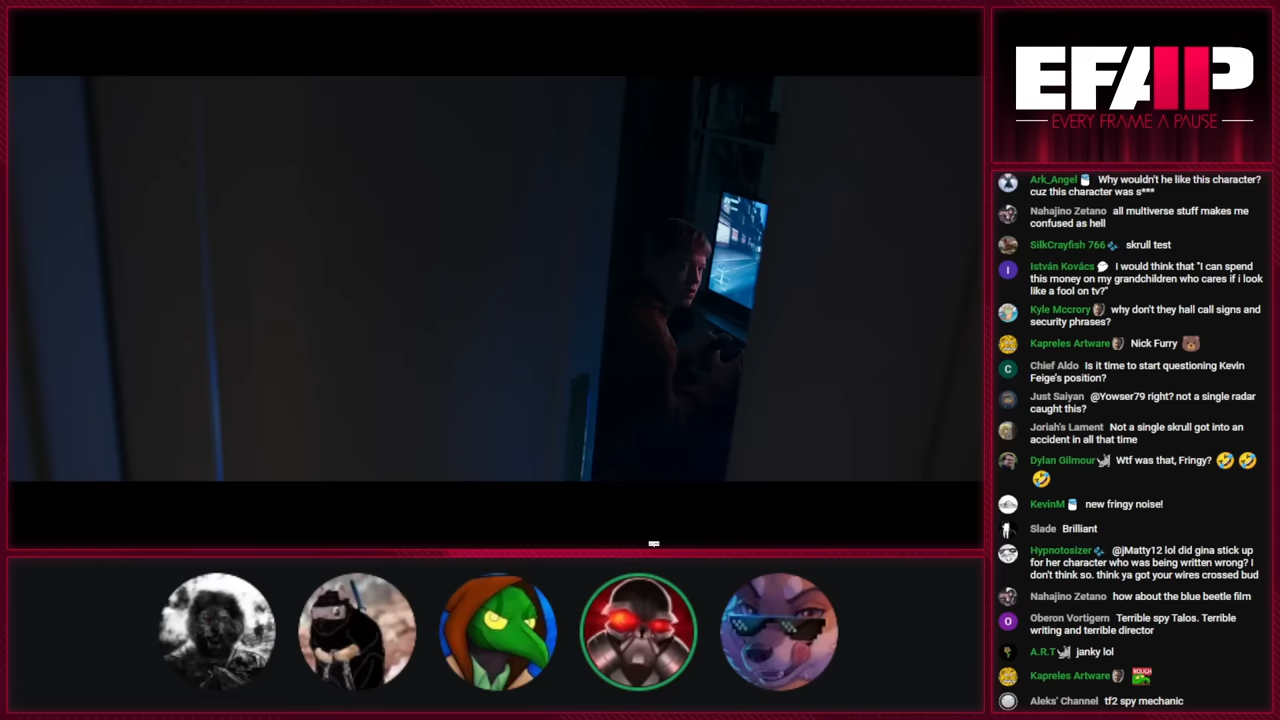 EFAP
EVERY FRAME A PAUSE
Ark_Angel Why wouldn't he like this character?
cuz this character was s***
Nahajino Zetano all multiverse stuff makes me
confused as hell
SilkCrayfish 766 skrull test
István Kovács I would think that "I can spend
this money on my grandchildren who cares if i look
like a fool on tv?"
Kyle Mccrory why don't they hall call signs and
security phrases?
Kapreles Artware Nick Furry
Chief Aldo Is it time to start questioning Kevin
Feige's position?
Just Saiyan @Yowser79 right? not a single radar
caught this?
Joriah's Lament Not a single skrull got into an
accident in all that time
Dylan Gilmour Wtf was that, Fringy?
KevinM new fringy noise!
Slade Brilliant
Hypnotosizer @jMatty12 lol did gina stick up
for her character who was being written wrong? I
don't think so. think ya got your wires crossed bud
Nahajino Zetano how about the blue beetle film
Oberon Vortigern Terrible spy Talos. Terrible
writing and terrible director
A.R.T janky lol
Kapreles Artware
Aleks' Channel tf2 spy mechanic